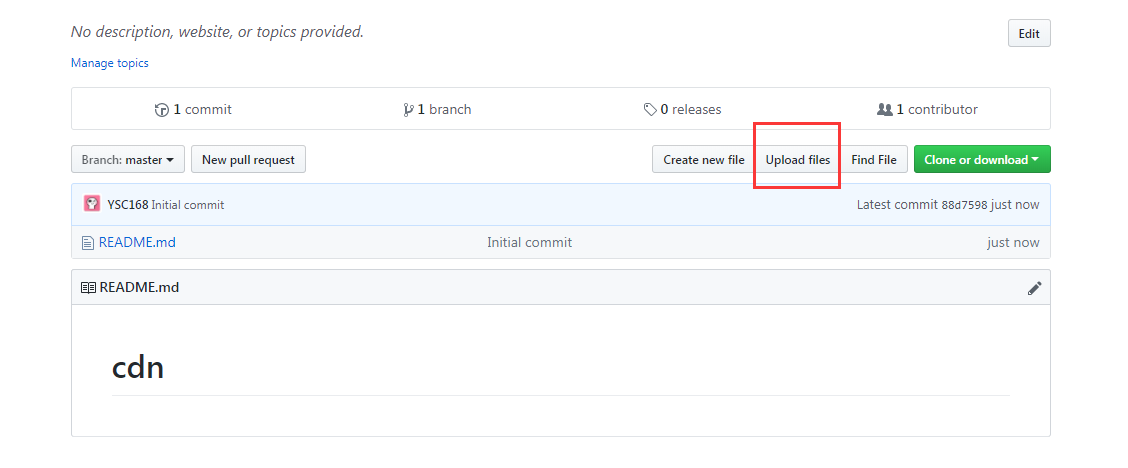 No description, website, or topics provided.
Edit
Manage topics
1 commit
1 branch
0 releases
1 contributor
Branch: master
New pull request
Create new file
Upload files
Find File
Clone or download
YSC168 Initial commit
Latest commit 88d7598 just now
README.md
Initial commit
just now
README.md
cdn